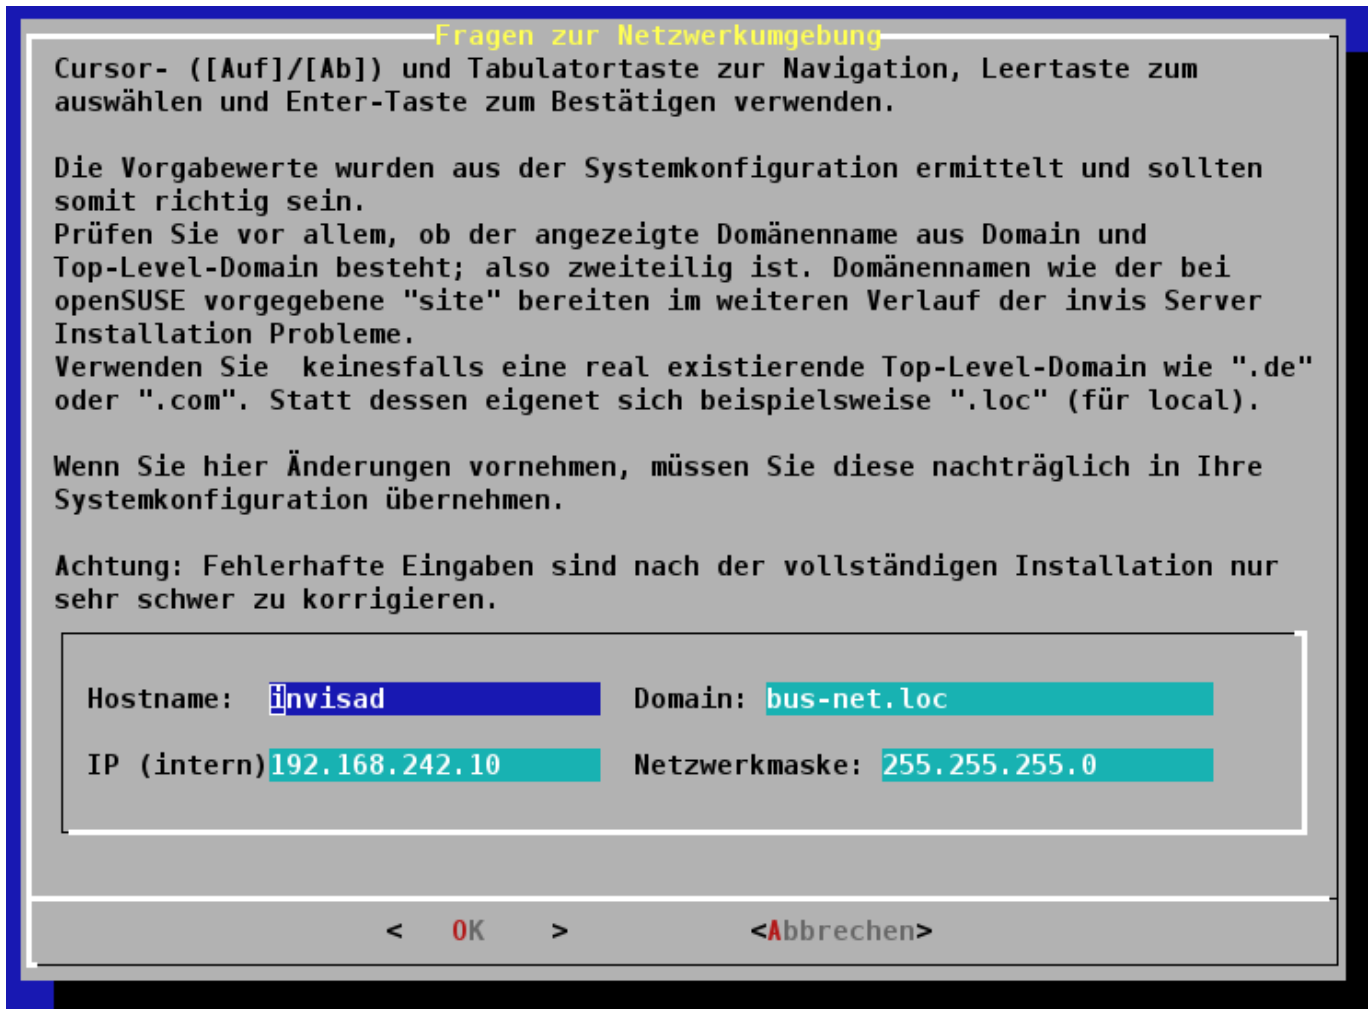 Fragen zur Netzwerkumgebung
Cursor- ([Auf]/[Ab]) und Tabulatortaste zur Navigation, Leertaste zum
auswählen und Enter-Taste zum Bestätigen verwenden.
Die Vorgabewerte wurden aus der Systemkonfiguration ermittelt und sollten
somit richtig sein.
Prüfen Sie vor allem, ob der angezeigte Domänenname aus Domain und
Top-Level-Domain besteht; also zweiteilig ist. Domänennamen wie der bei
openSUSE vorgegebene "site" bereiten im weiteren Verlauf der invis Server
Installation Probleme.
Verwenden Sie  keinesfalls eine real existierende Top-Level-Domain wie ".de"
oder ".com". Statt dessen eigenet sich beispielsweise ".loc" (für local).
Wenn Sie hier Änderungen vornehmen, müssen Sie diese nachträglich in Ihre
Systemkonfiguration übernehmen.
Achtung: Fehlerhafte Eingaben sind nach der vollständigen Installation nur
sehr schwer zu korrigieren.
Hostname: invisad Domain: bus-net.loc
IP (intern) 192.168.242.10 Netzwerkmaske: 255.255.255.0
< OK > <Abbrechen>